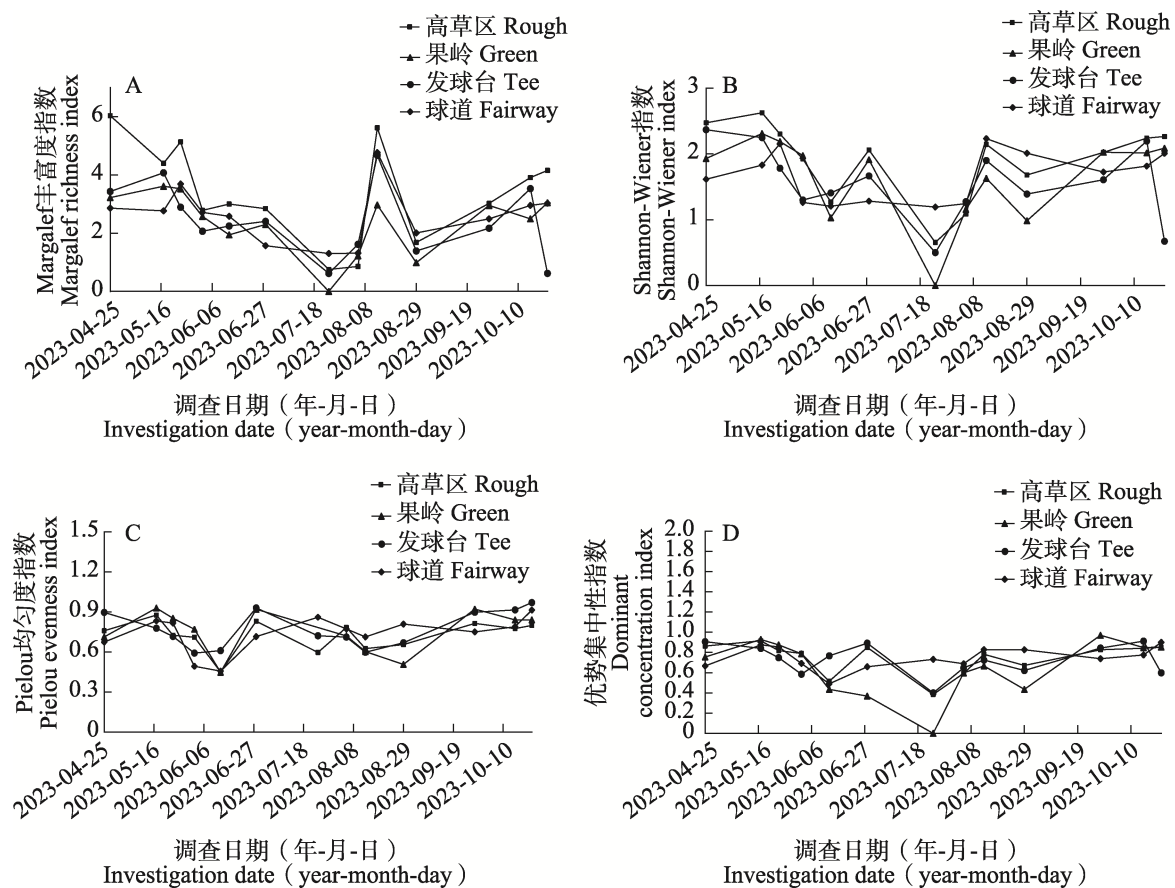 高草区 Rough
果岭 Green
发球台 Tee
球道 Fairway
A
Margalef丰富度指数
Margalef richness index
6
4
2
0
2023-04-25
2023-05-16
2023-06-06
2023-06-27
2023-07-18
2023-08-08
2023-08-29
2023-09-19
2023-10-10
调查日期（年-月-日）
Investigation date（year-month-day）
高草区 Rough
果岭 Green
发球台 Tee
球道 Fairway
B
Shannon-Wiener指数
Shannon-Wiener index
3
2
1
0
2023-04-25
2023-05-16
2023-06-06
2023-06-27
2023-07-18
2023-08-08
2023-08-29
2023-09-19
2023-10-10
调查日期（年-月-日）
Investigation date（year-month-day）
高草区 Rough
果岭 Green
发球台 Tee
球道 Fairway
C
Pielou均匀度指数
Pielou evenness index
1.5
1.2
0.9
0.6
0.3
0
2023-04-25
2023-05-16
2023-06-06
2023-06-27
2023-07-18
2023-08-08
2023-08-29
2023-09-19
2023-10-10
调查日期（年-月-日）
Investigation date（year-month-day）
高草区 Rough
果岭 Green
发球台 Tee
球道 Fairway
D
优势集中性指数
Dominant
concentration index
2.0
1.8
1.6
1.4
1.2
1.0
0.8
0.6
0.4
0.2
0
2023-04-25
2023-05-16
2023-06-06
2023-06-27
2023-07-18
2023-08-08
2023-08-29
2023-09-19
2023-10-10
调查日期（年-月-日）
Investigation date（year-month-day）